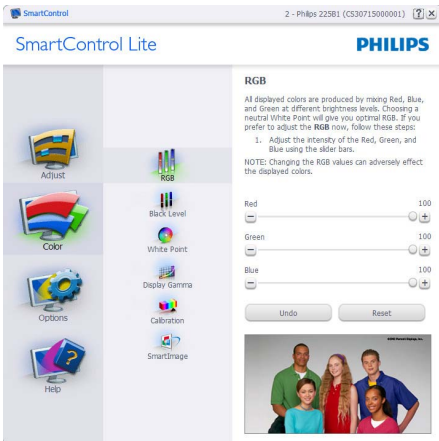 SmartControl
2 - Philips 225B1 (CS30715000001)
SmartControl Lite
PHILIPS
Adjust
Color
Options
Help
RGB
Black Level
White Point
Display Gamma
Calibration
SmartImage
RGB
All displayed colors are produced by mixing Red, Blue,
and Green at different brightness levels. Choosing a
neutral White Point will give you optimal RGB. If you
prefer to adjust the RGB now, follow these steps:
1. Adjust the intensity of the Red, Green, and
Blue using the slider bars.
NOTE: Changing the RGB values can adversely effect
the displayed colors.
Red 100
Green 100
Blue 100
Undo Reset